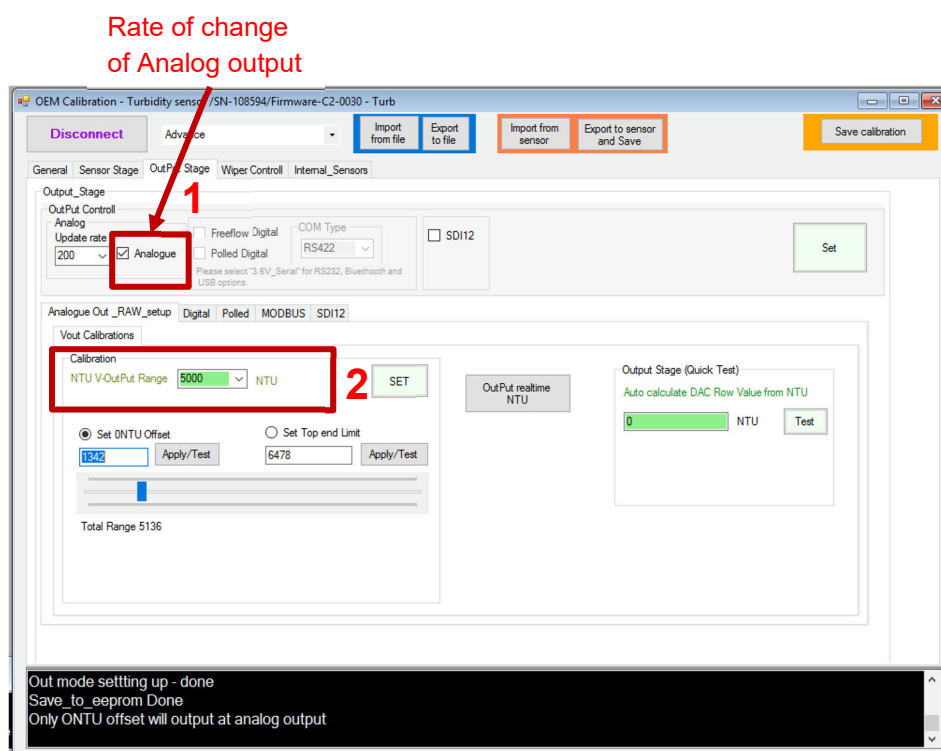 Rate of change
of Analog output
OEM Calibration - Turbidity sensor /SN-108594/Firmware-C2-0030 - Turb
Disconnect
Advance
Import
from file
Export
to file
Import from
sensor
Export to sensor
and Save
Save calibration
General Sensor Stage OutPut Stage Wiper Controll Internal_Sensors
1
Output_Stage
OutPut Controll
Analog
Update rate
200
Analogue
Freeflow Digital
Polled Digital
COM Type
RS422
Please select "3.6V_Serial" for RS232, Bluethooth and
USB options.
SDI12
Set
Analogue Out _RAW_setup Digital Polled MODBUS SDI12
Vout Calibrations
Calibration
NTU V-OutPut Range 5000 NTU
2
SET
OutPut realtime
NTU
Output Stage (Quick Test)
Auto calculate DAC Row Value from NTU
0 NTU Test
Set 0NTU Offset
1342 Apply/Test
Set Top end Limit
6478 Apply/Test
Total Range 5136
Out mode settting up - done
Save_to_eeprom Done
Only ONTU offset will output at analog output